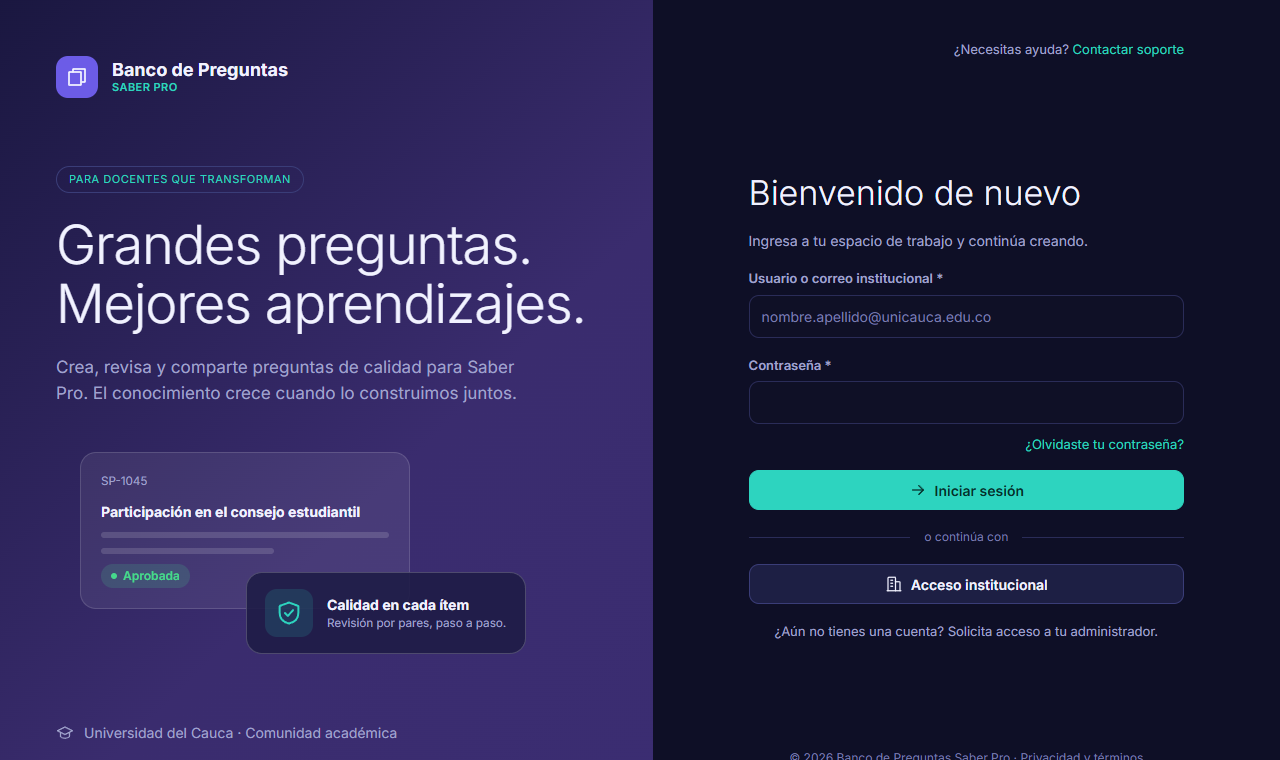 Banco de Preguntas
SABER PRO
PARA DOCENTES QUE TRANSFORMAN
Grandes preguntas.
Mejores aprendizajes.
Crea, revisa y comparte preguntas de calidad para Saber
Pro. El conocimiento crece cuando lo construimos juntos.
SP-1045
Participación en el consejo estudiantil
Aprobada
Calidad en cada ítem
Revisión por pares, paso a paso.
Universidad del Cauca · Comunidad académica
¿Necesitas ayuda? Contactar soporte
Bienvenido de nuevo
Ingresa a tu espacio de trabajo y continúa creando.
Usuario o correo institucional *
nombre.apellido@unicauca.edu.co
Contraseña *
¿Olvidaste tu contraseña?
Iniciar sesión
o continúa con
Acceso institucional
¿Aún no tienes una cuenta? Solicita acceso a tu administrador.
© 2026 Banco de Preguntas Saber Pro · Privacidad y términos